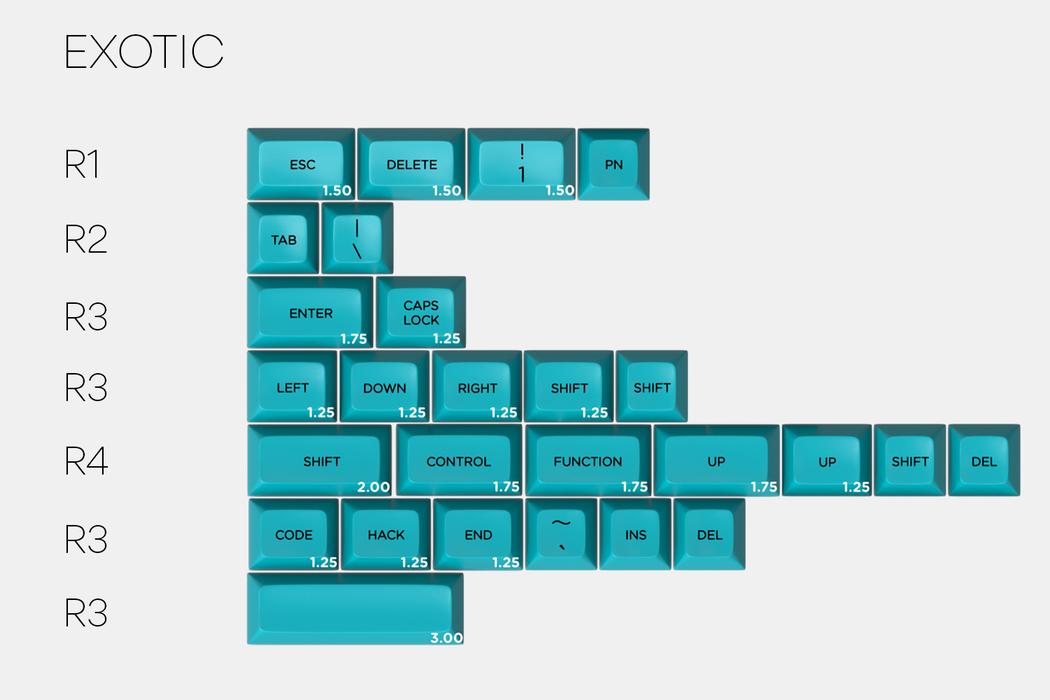 EXOTIC
R1
ESC
1.50
DELETE
1.50
!
1
1.50
PN
R2
TAB
|
\
R3
ENTER
1.75
CAPS
LOCK
1.25
R3
LEFT
1.25
DOWN
1.25
RIGHT
1.25
SHIFT
1.25
SHIFT
R4
SHIFT
2.00
CONTROL
1.75
FUNCTION
1.75
UP
1.75
UP
1.25
SHIFT
DEL
R3
CODE
1.25
HACK
1.25
END
1.25
~
`
INS
DEL
R3
3.00